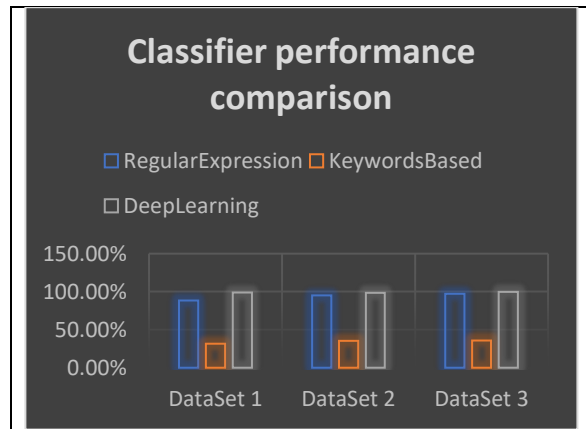 Classifier performance
comparison
RegularExpression KeywordsBased
DeepLearning
150.00%
100.00%
50.00%
0.00%
DataSet 1 DataSet 2 DataSet 3